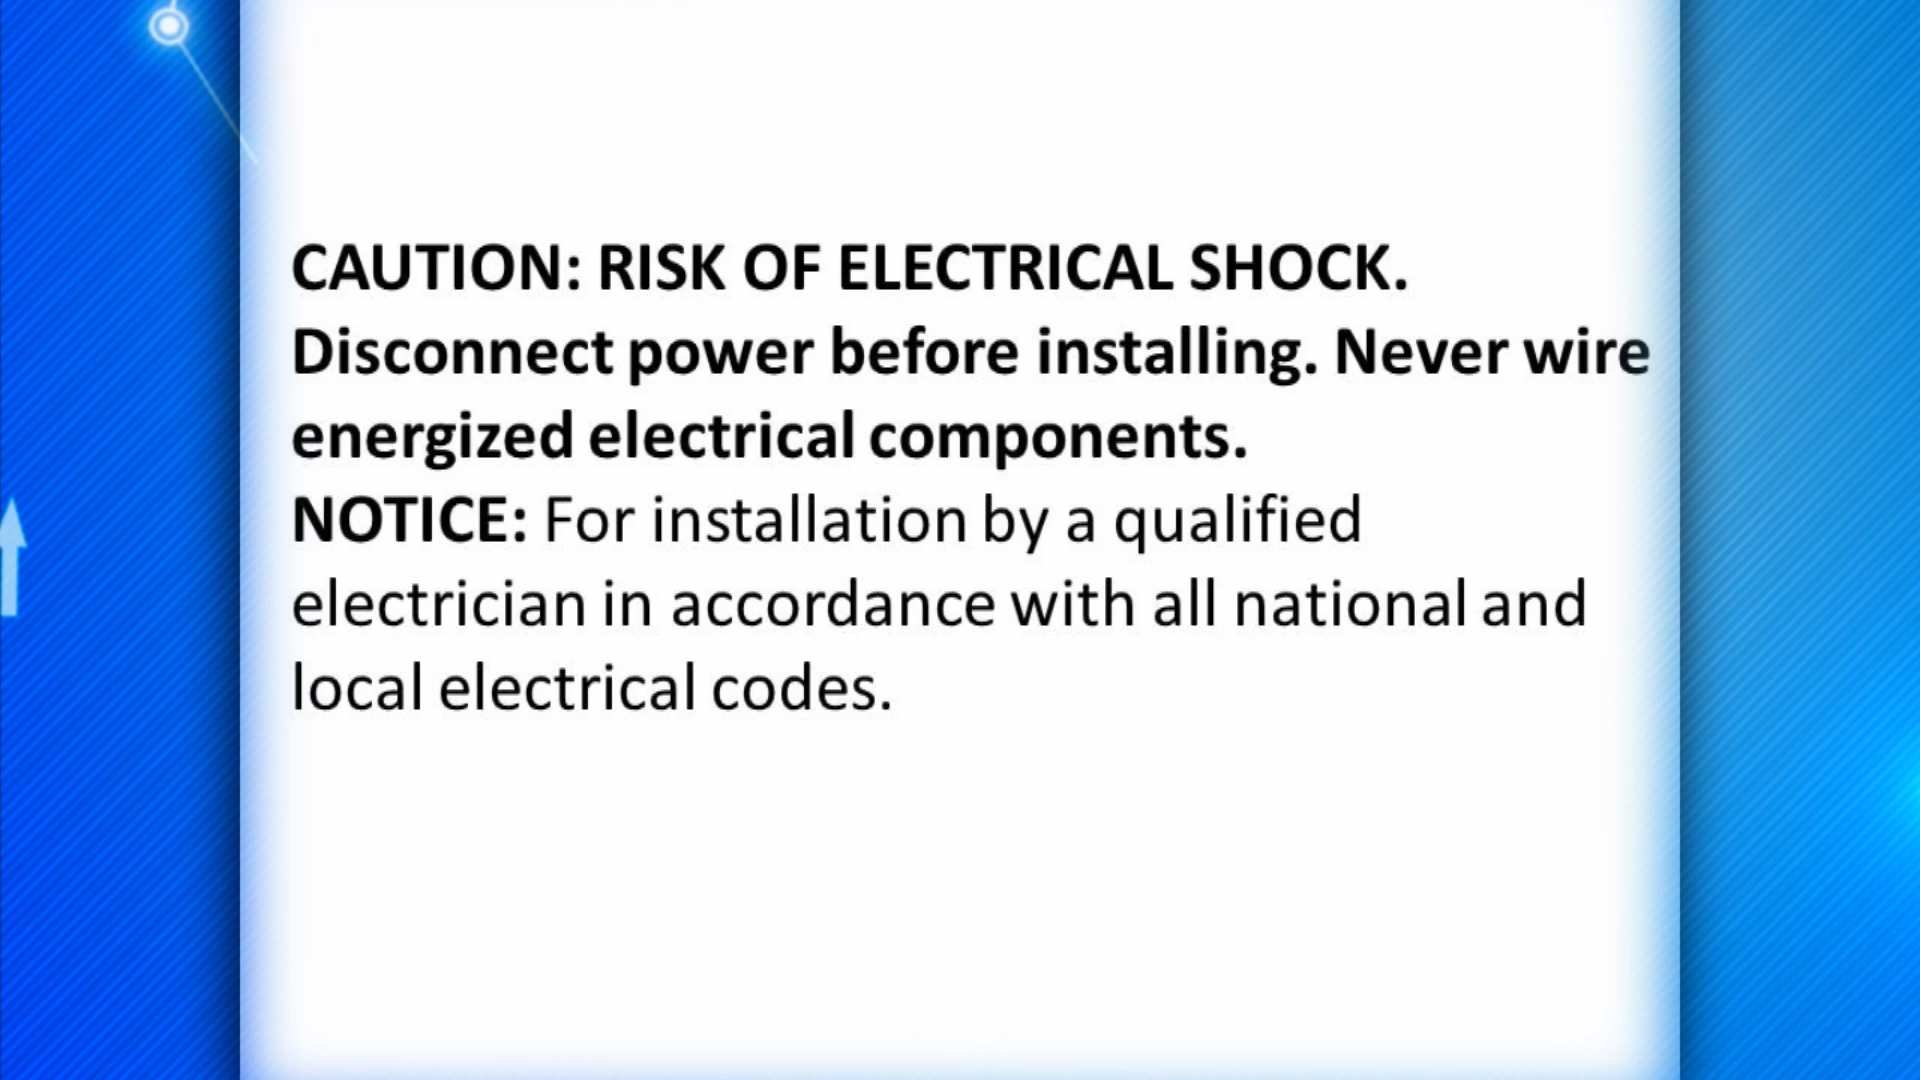 CAUTION: RISK OF ELECTRICAL SHOCK.
Disconnect power before installing. Never wire
energized electrical components.
NOTICE: For installation by a qualified
electrician in accordance with all national and
local electrical codes.